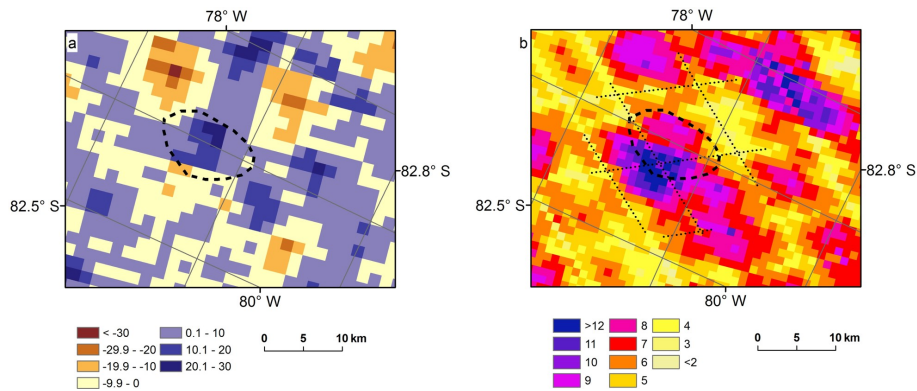 78° W
78° W
a
b
82.8° S
82.8° S
82.5° S
82.5° S
80° W
80° W
< -30
0.1 - 10
-29.9 - -20
10.1 - 20
-19.9 - -10
20.1 - 30
-9.9 - 0
0 5 10 km
>12
8
4
11
7
3
10
6
<2
9
5
0 5 10 km